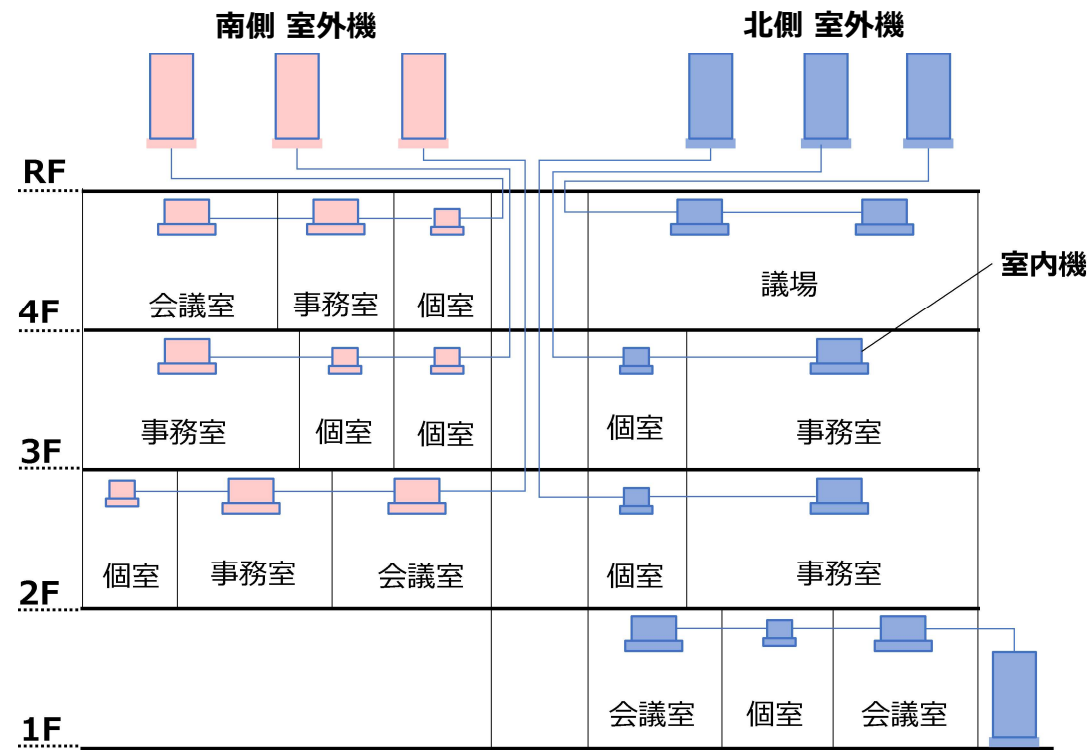 南側 室外機
北側 室外機
RF
室内機
会議室
事務室
個室
議場
4F
事務室
個室
個室
個室
事務室
3F
個室
事務室
会議室
個室
事務室
2F
会議室
個室
会議室
1F